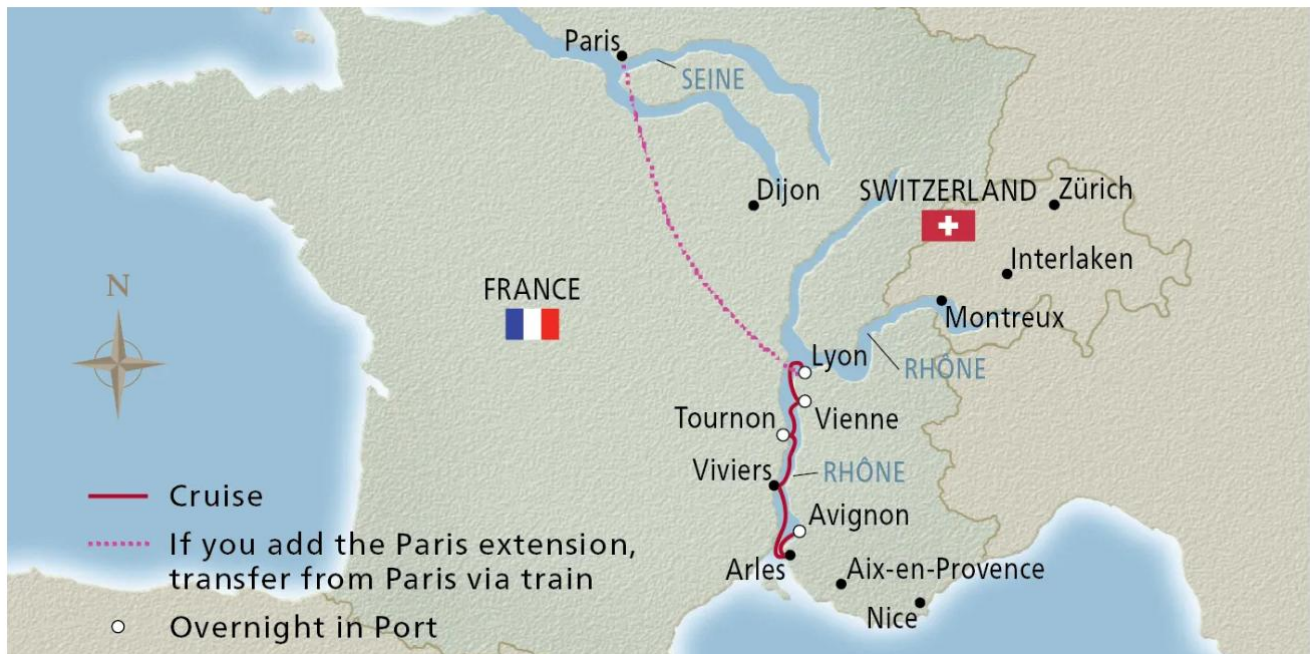 Paris
SEINE
Dijon
SWITZERLAND
Zürich
Interlaken
N
FRANCE
Montreux
Lyon
RHÔNE
Tournon
Vienne
Viviers
RHÔNE
Cruise
Avignon
If you add the Paris extension,
transfer from Paris via train
Arles
Aix-en-Provence
Nice
Overnight in Port